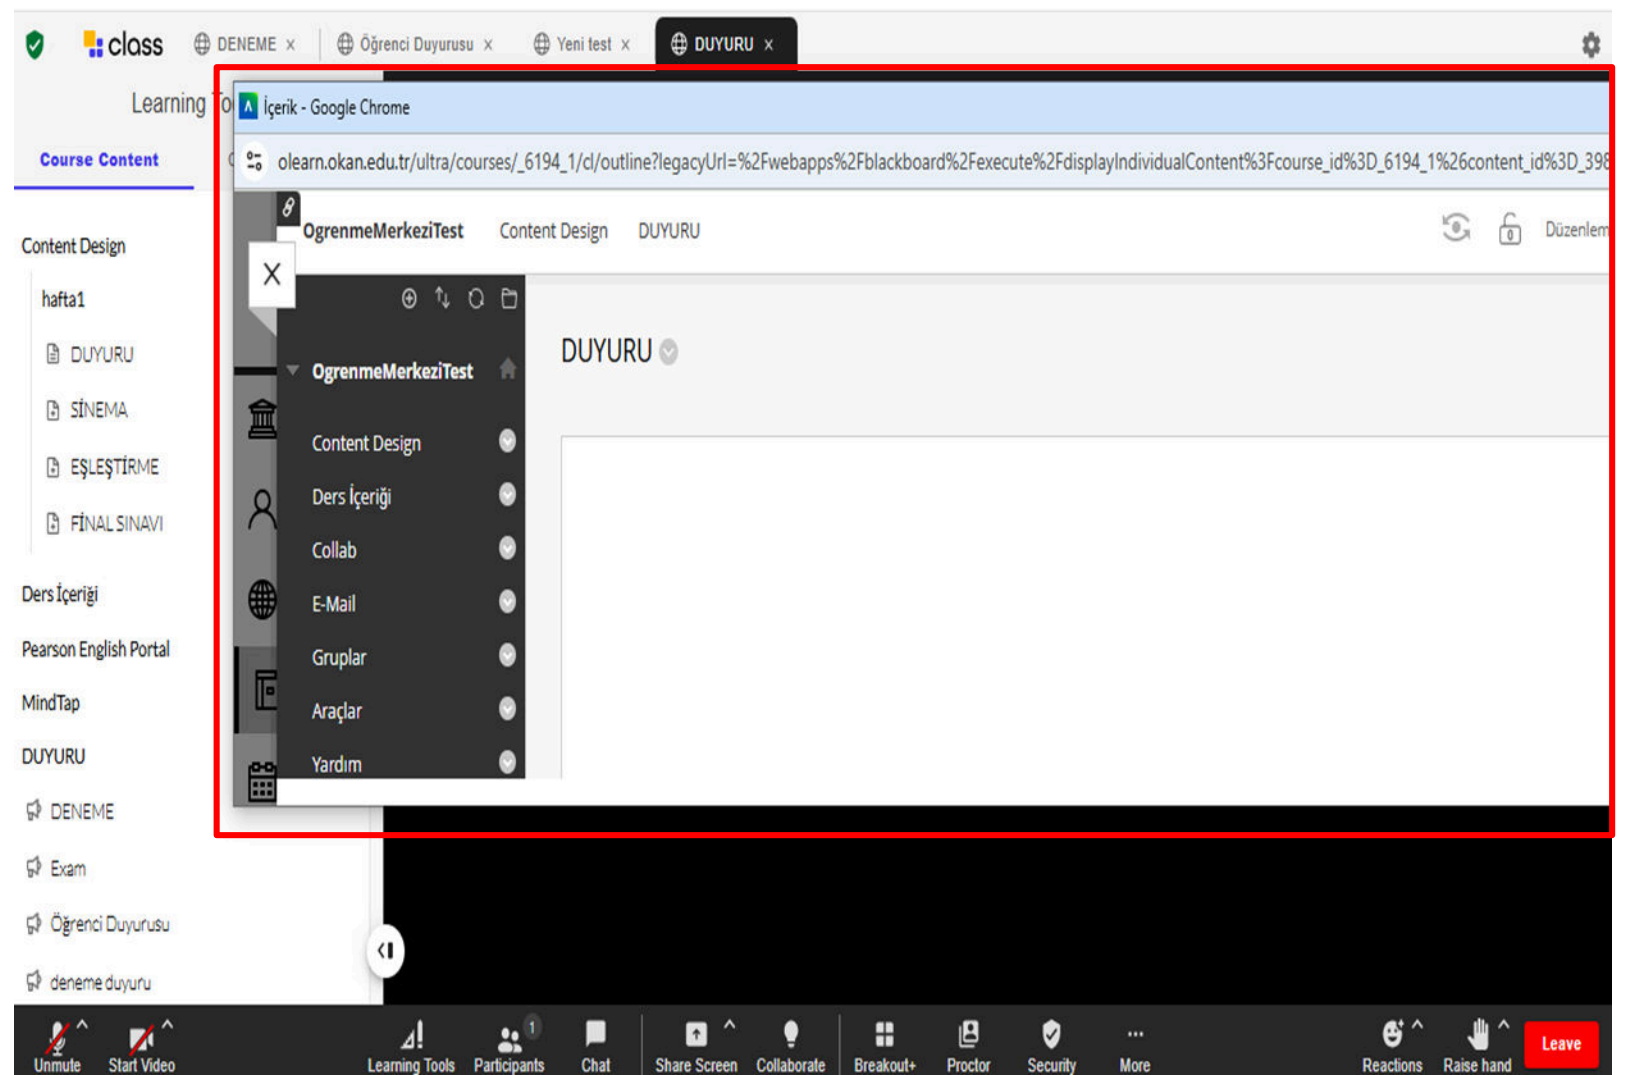 class
DENEME ×
Öğrenci Duyurusu ×
Yeni test ×
DUYURU ×
Learning To
Course Content
Content Design
hafta1
DUYURU
SİNEMA
EŞLEŞTİRME
FİNAL SINAVI
Ders İçeriği
Pearson English Portal
MindTap
DUYURU
DENEME
Exam
Öğrenci Duyurusu
deneme duyuru
İçerik - Google Chrome
olearn.okan.edu.tr/ultra/courses/_6194_1/cl/outline?legacyUrl=%2Fwebapps%2Fblackboard%2Fexecute%2FdisplayIndividualContent%3Fcourse_id%3D_6194_1%26content_id%3D_398
OgrenmeMerkeziTest Content Design DUYURU
0 Düzenlem
X
OgrenmeMerkeziTest
Content Design
Ders İçeriği
Collab
E-Mail
Gruplar
Araçlar
Yardım
DUYURU
Unmute
Start Video
Learning Tools
1
Participants
Chat
Share Screen
Collaborate
Breakout+
Proctor
Security
More
Reactions
Raise hand
Leave